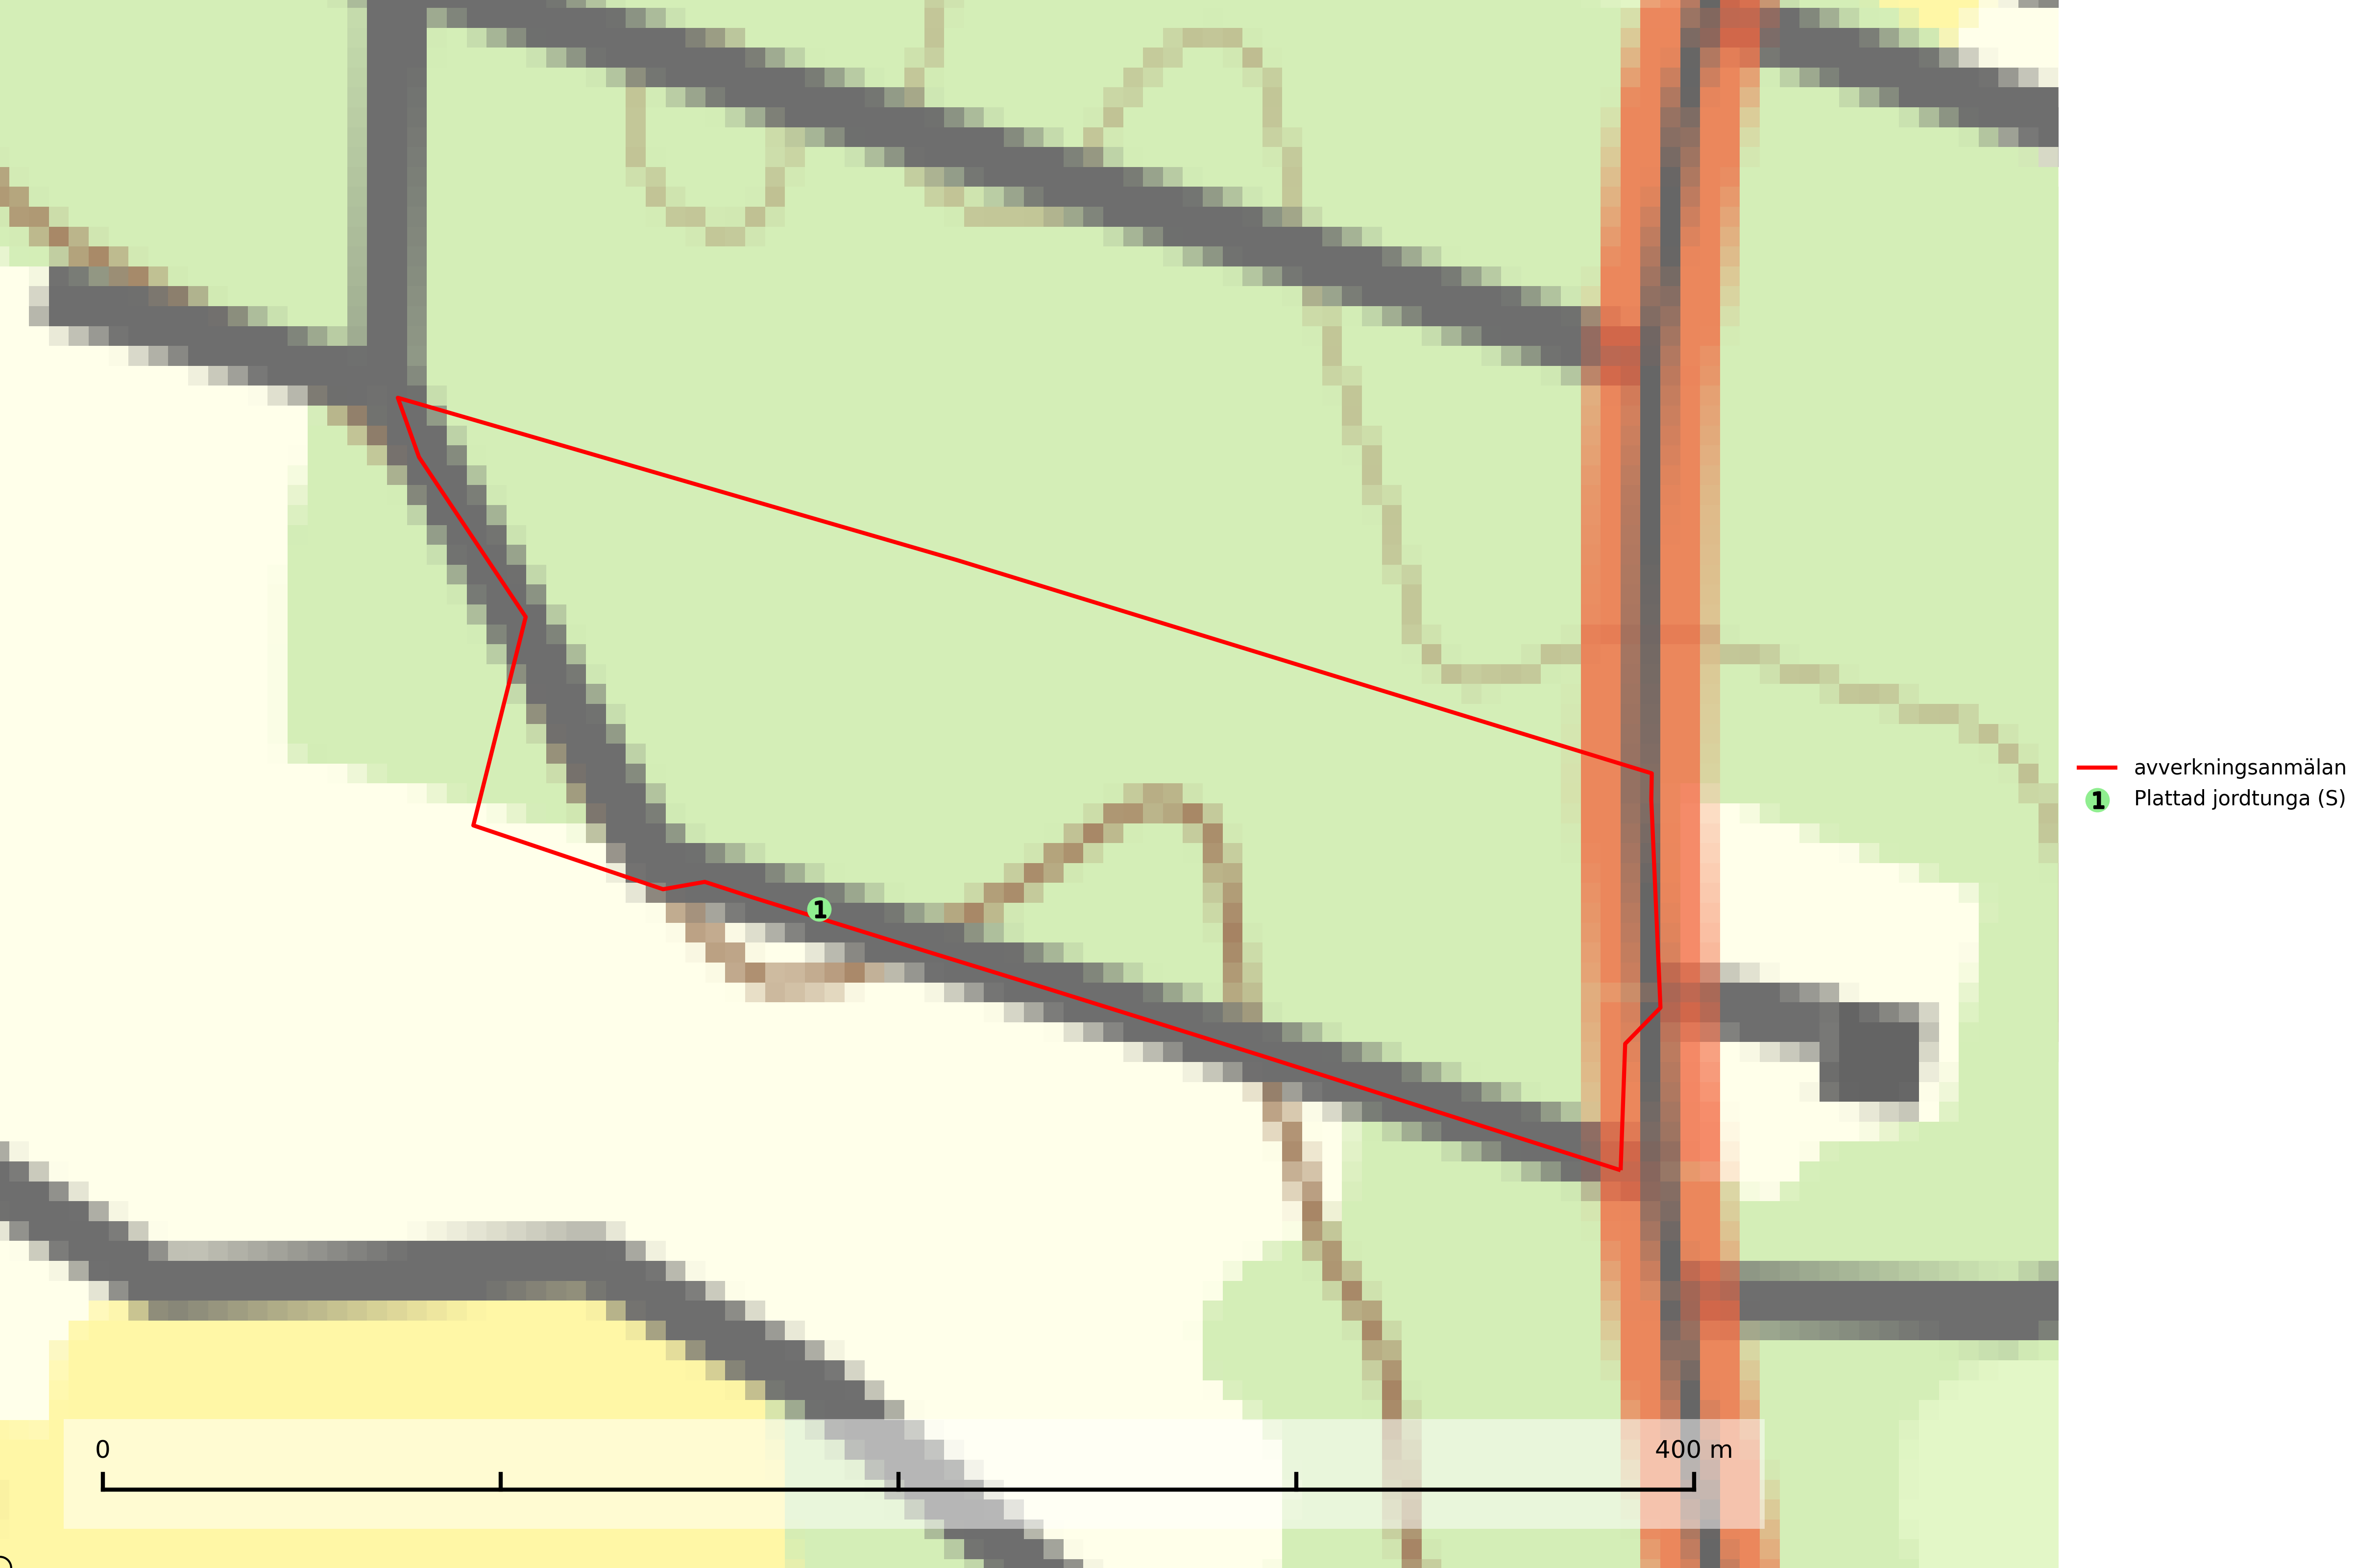 avverkningsanmälan
1 Plattad jordtunga (S)
1
0 400 m